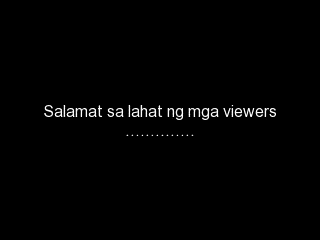 Salamat sa lahat ng mga viewers
..............